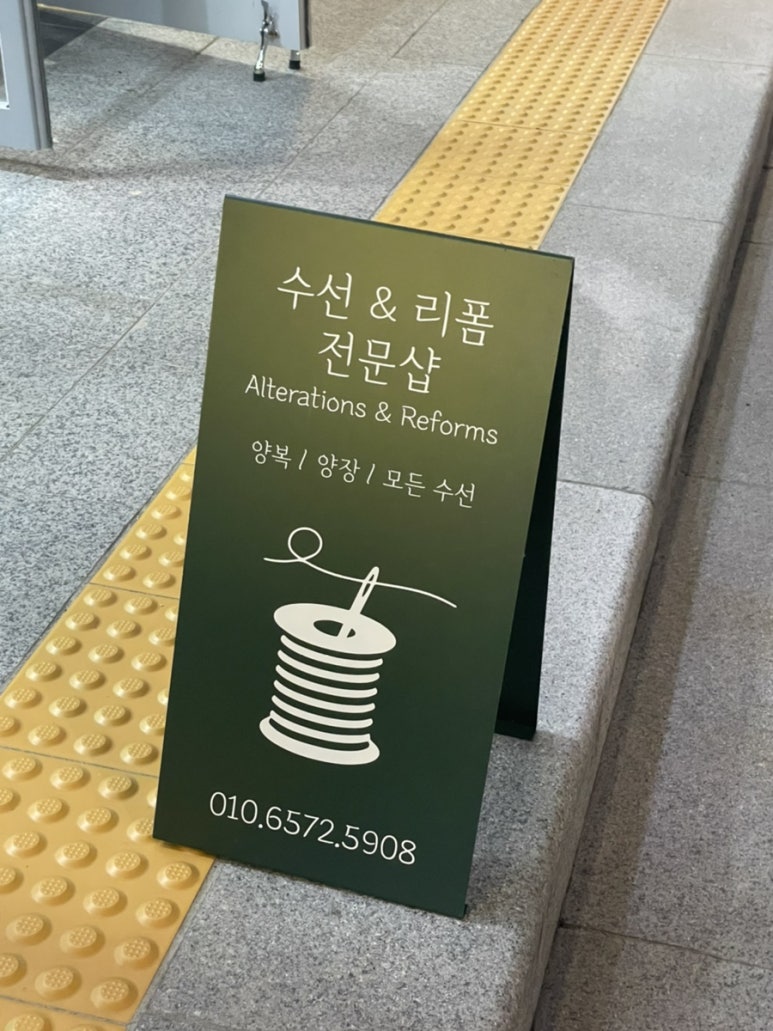 수선 & 리폼
전문샵
Alterations & Reforms
양복 / 양장 / 모든 수선
010.6572.5908